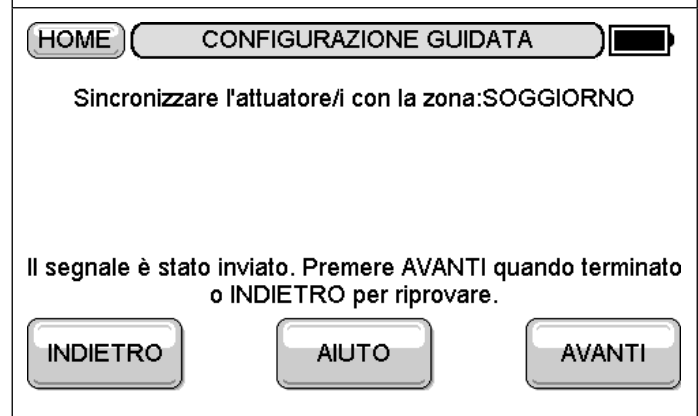 HOME CONFIGURAZIONE GUIDATA
Sincronizzare l'attuatore/i con la zona:SOGGIORNO
Il segnale è stato inviato. Premere AVANTI quando terminato
o INDIETRO per riprovare.
INDIETRO AIUTO AVANTI